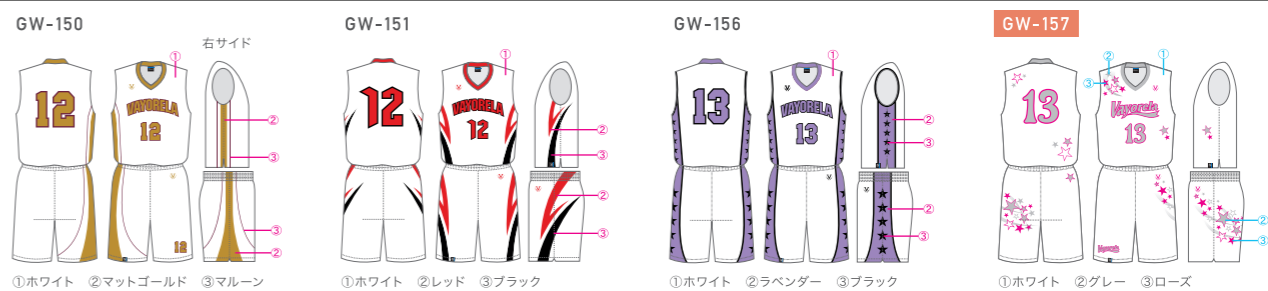 GW-150
右サイド
①
12
VAYORELA
12
②
③
③
②
12
①ホワイト ②マットゴールド ③マルーン
GW-151
①
12
VAYORELA
12
②
③
②
③
①ホワイト ②レッド ③ブラック
GW-156
①
13
VAYORELA
13
②
③
②
③
①ホワイト ②ラベンダー ③ブラック
GW-157
②
①
③
13
Vayorela
13
②
③
Vayorela
①ホワイト ②グレー ③ローズ